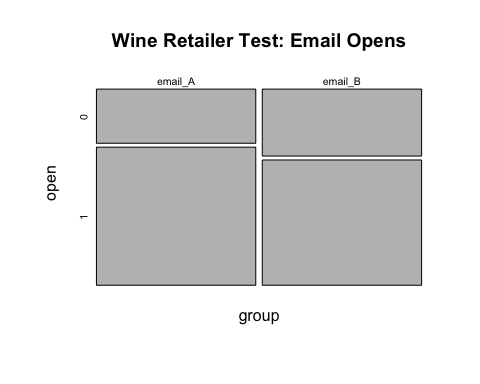 Wine Retailer Test: Email Opens
email_A email_B
0
open
1
group